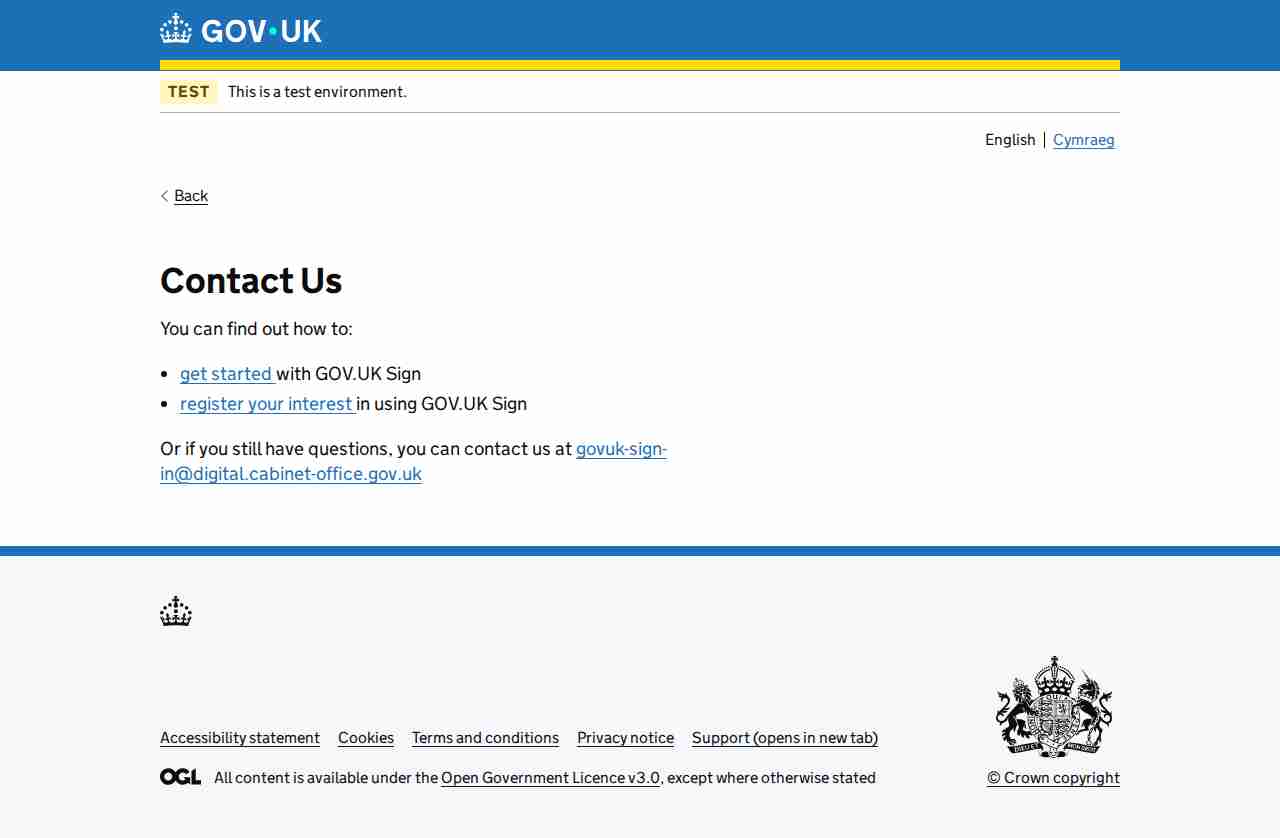 GOV·UK
TEST This is a test environment.
English Cymraeg
Back
Contact Us
You can find out how to:
• get started with GOV.UK Sign
• register your interest in using GOV.UK Sign
Or if you still have questions, you can contact us at govuk-sign-
in@digital.cabinet-office.gov.uk
Accessibility statement Cookies Terms and conditions Privacy notice Support (opens in new tab)
OGL All content is available under the Open Government Licence v3.0, except where otherwise stated
© Crown copyright